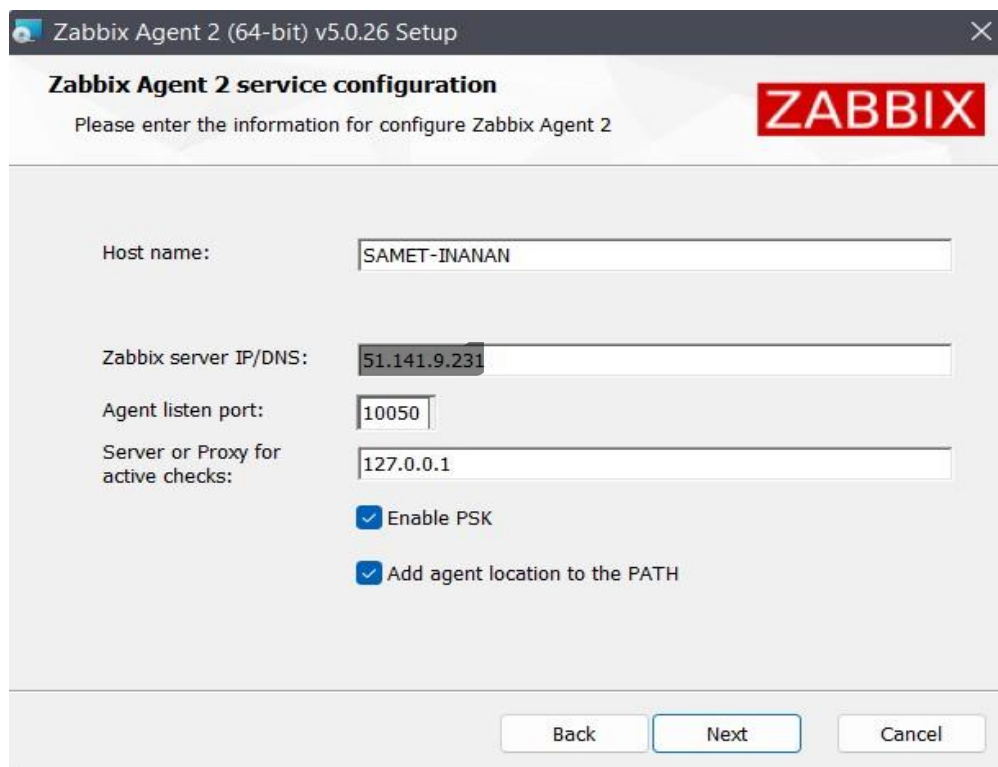 Zabbix Agent 2 (64-bit) v5.0.26 Setup
Zabbix Agent 2 service configuration
Please enter the information for configure Zabbix Agent 2
ZABBIX
Host name:
SAMET-INANAN
Zabbix server IP/DNS:
51.141.9.231
Agent listen port:
10050
Server or Proxy for
active checks:
127.0.0.1
Enable PSK
Add agent location to the PATH
Back
Next
Cancel